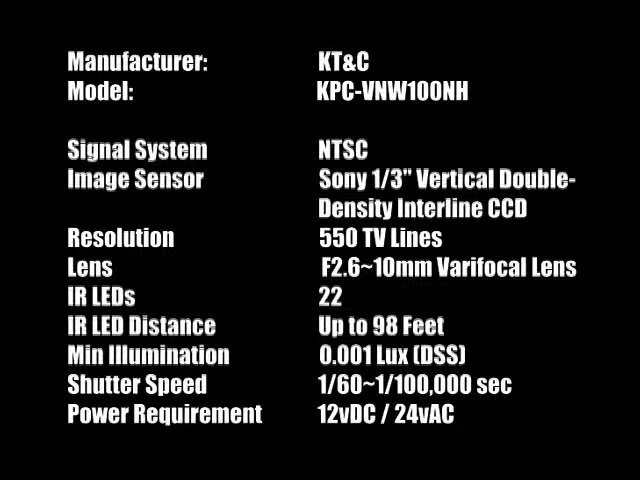 Manufacturer: KT&C
Model: KPC-VNW100NH
Signal System NTSC
Image Sensor Sony 1/3" Vertical Double-
Density Interline CCD
Resolution 550 TV Lines
Lens F2.6~10mm Varifocal Lens
IR LEDs 22
IR LED Distance Up to 98 Feet
Min Illumination 0.001 Lux (DSS)
Shutter Speed 1/60~1/100,000 sec
Power Requirement 12vDC / 24vAC